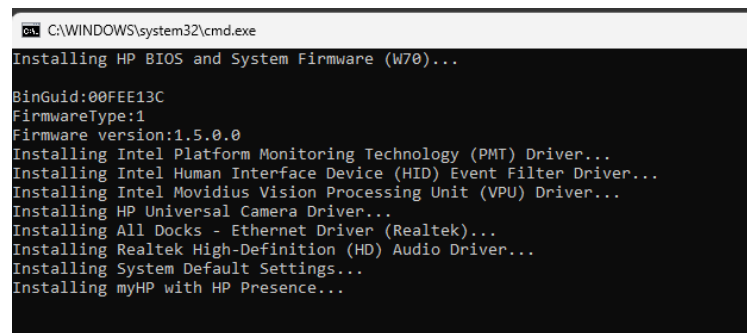 C:\WINDOWS\system32\cmd.exe
Installing HP BIOS and System Firmware (W70)...
BinGuid:00FEE13C
FirmwareType:1
Firmware version:1.5.0.0
Installing Intel Platform Monitoring Technology (PMT) Driver...
Installing Intel Human Interface Device (HID) Event Filter Driver...
Installing Intel Movidius Vision Processing Unit (VPU) Driver...
Installing HP Universal Camera Driver...
Installing All Docks - Ethernet Driver (Realtek)...
Installing Realtek High-Definition (HD) Audio Driver...
Installing System Default Settings...
Installing myHP with HP Presence...